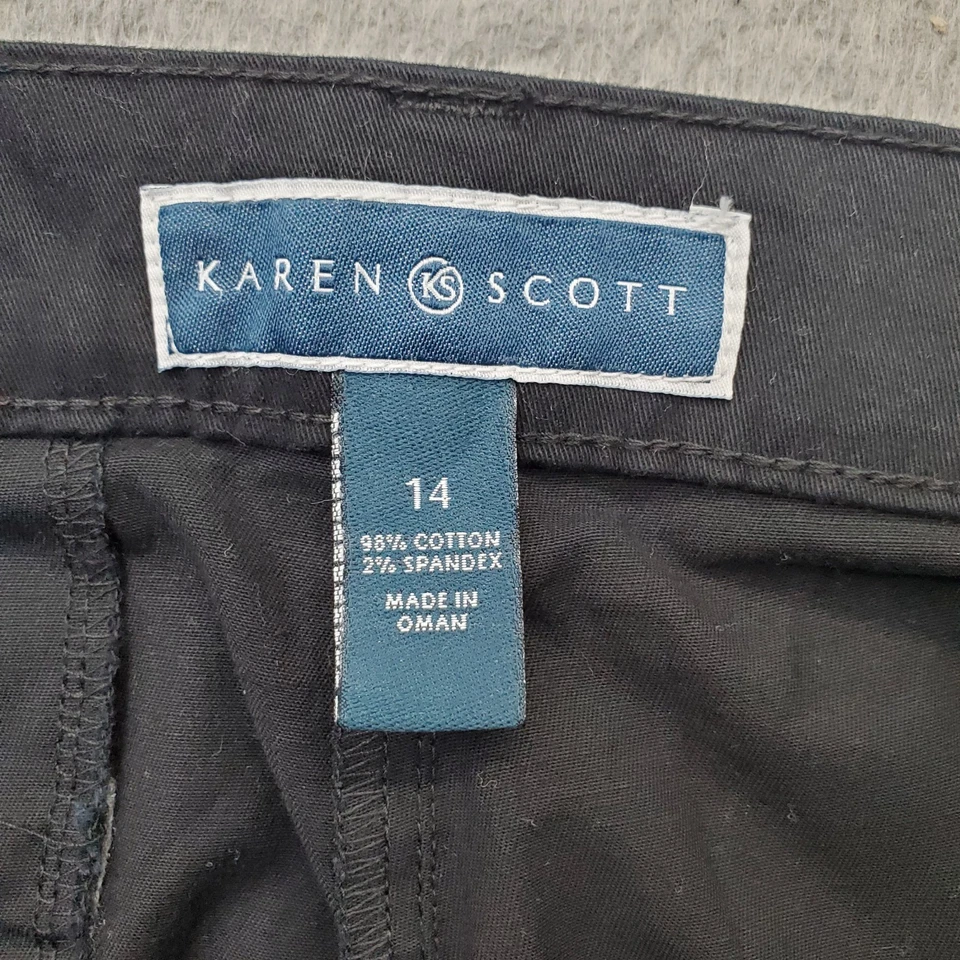 KAREN KS SCOTT
14
98% COTTON
2% SPANDEX
MADE IN
OMAN